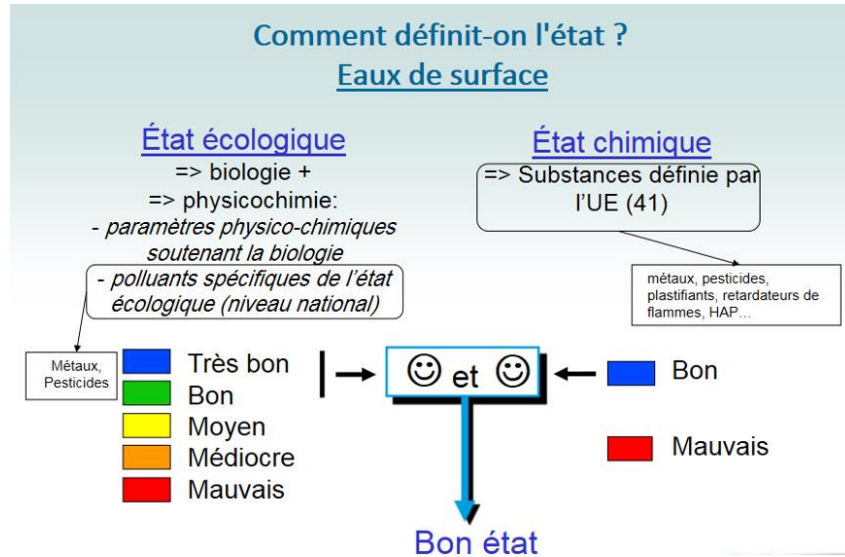 Comment définit-on l'état ?
Eaux de surface
État écologique
=> biologie +
=> physicochimie:
- paramètres physico-chimiques
soutenant la biologie
- polluants spécifiques de l'état
écologique (niveau national)
État chimique
=> Substances définie par
l'UE (41)
métaux, pesticides,
plastifiants, retardateurs de
flammes, HAP...
Métaux,
Pesticides
Très bon
Bon
Moyen
Médiocre
Mauvais
et
Bon
Mauvais
Bon état